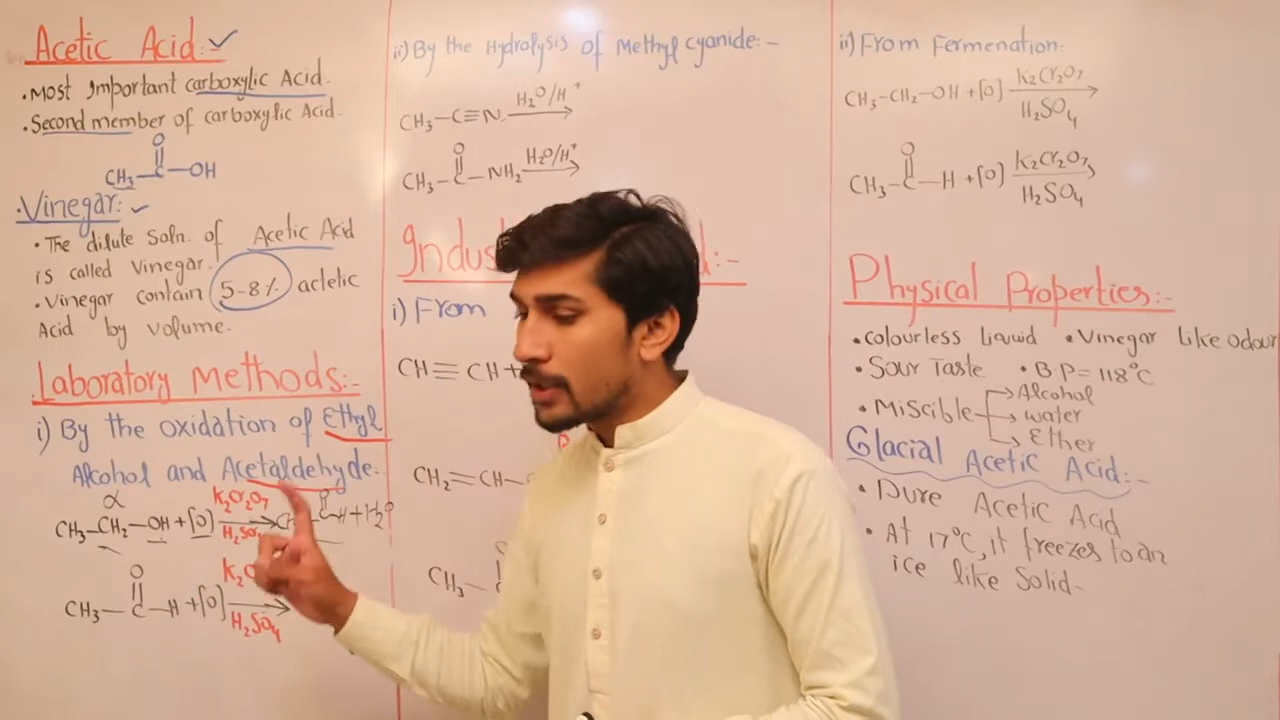 Acetic Acid:-
• Most Important carboxylic Acid.
• Second member of carboxylic Acid.
O
CH₃—C—OH
Vinegar:-
• The dilute Soln. of Acetic Acid
is called Vinegar.
• Vinegar contain 5-8% actetic
Acid by volume.
Laboratory Methods:-
i) By the oxidation of Ethyl
Alcohol and Acetaldehyde.
α
CH₃—CH₂—OH+[O] K₂Cr₂O₇ H₂SO₄ H+H₂O
O
CH₃—C—H+[O] H₂SO₄
ii) By the Hydrolysis of Methyl cyanide:-
CH₃—C≡N H₂O/H⁺
O
CH₃—C—NH₂ H₂O/H⁺
i) From
CH≡CH+
CH₂=CH—
CH₃—
ii) From Fermenation:
CH₃—CH₂—OH+[O] K₂Cr₂O₇ H₂SO₄
O
CH₃—C—H+[O] K₂Cr₂O₇ H₂SO₄
Physical Properties:-
• Colourless Liquid • Vinegar like odour
• Sour Taste • B.P=118°C
• Miscible Alcohol
water
Ether
Glacial Acetic Acid:-
• Pure Acetic Acid
• At 17°C, it freezes to an
ice like Solid-